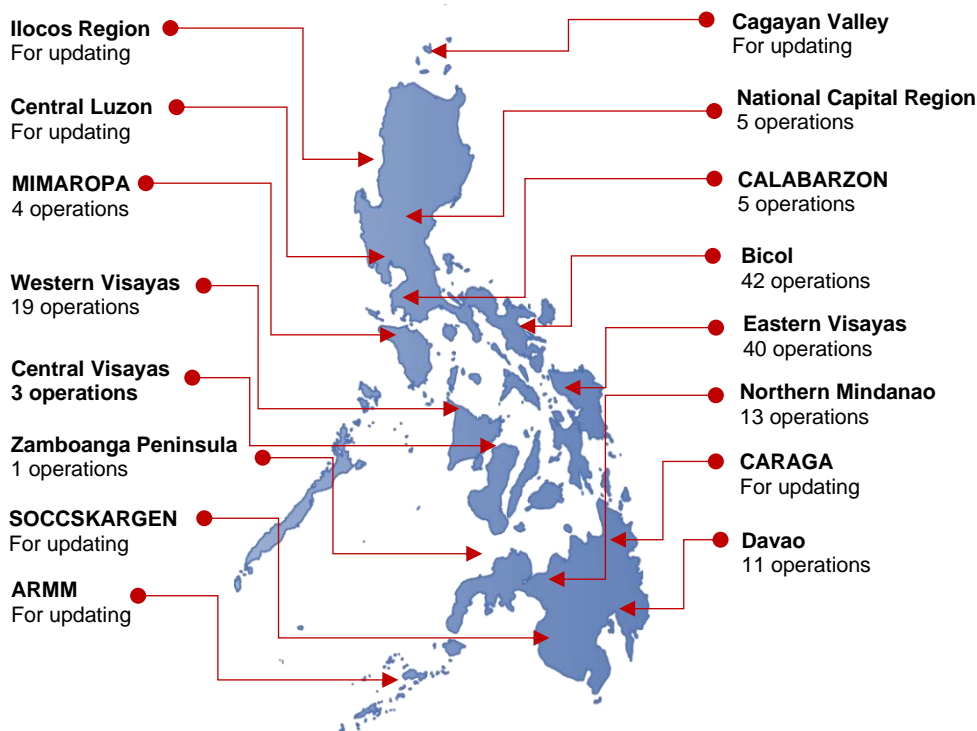 Ilocos Region
For updating
Central Luzon
For updating
MIMAROPA
4 operations
Western Visayas
19 operations
Central Visayas
3 operations
Zamboanga Peninsula
1 operations
SOCCSKARGEN
For updating
ARMM
For updating
Cagayan Valley
For updating
National Capital Region
5 operations
CALABARZON
5 operations
Bicol
42 operations
Eastern Visayas
40 operations
Northern Mindanao
13 operations
CARAGA
For updating
Davao
11 operations